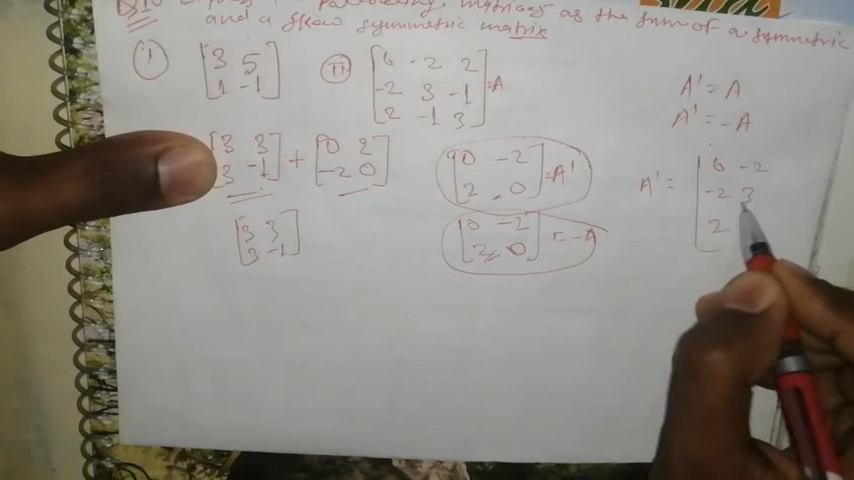 matrices as the sum of a symmetric
and a skew symmetric matrix
(i) [3 5
1 -1]
(ii) [6 -2 2
-2 3 -1
2 -1 3] = A
A' = A
A' = -A
[3 3
3 -1] + [0 2
-2 0]
[0 -2
2 0] = A'
A' = [6 -2
-2 3
2
[3 3
3 -1]
[0 -2
2 0] = -A